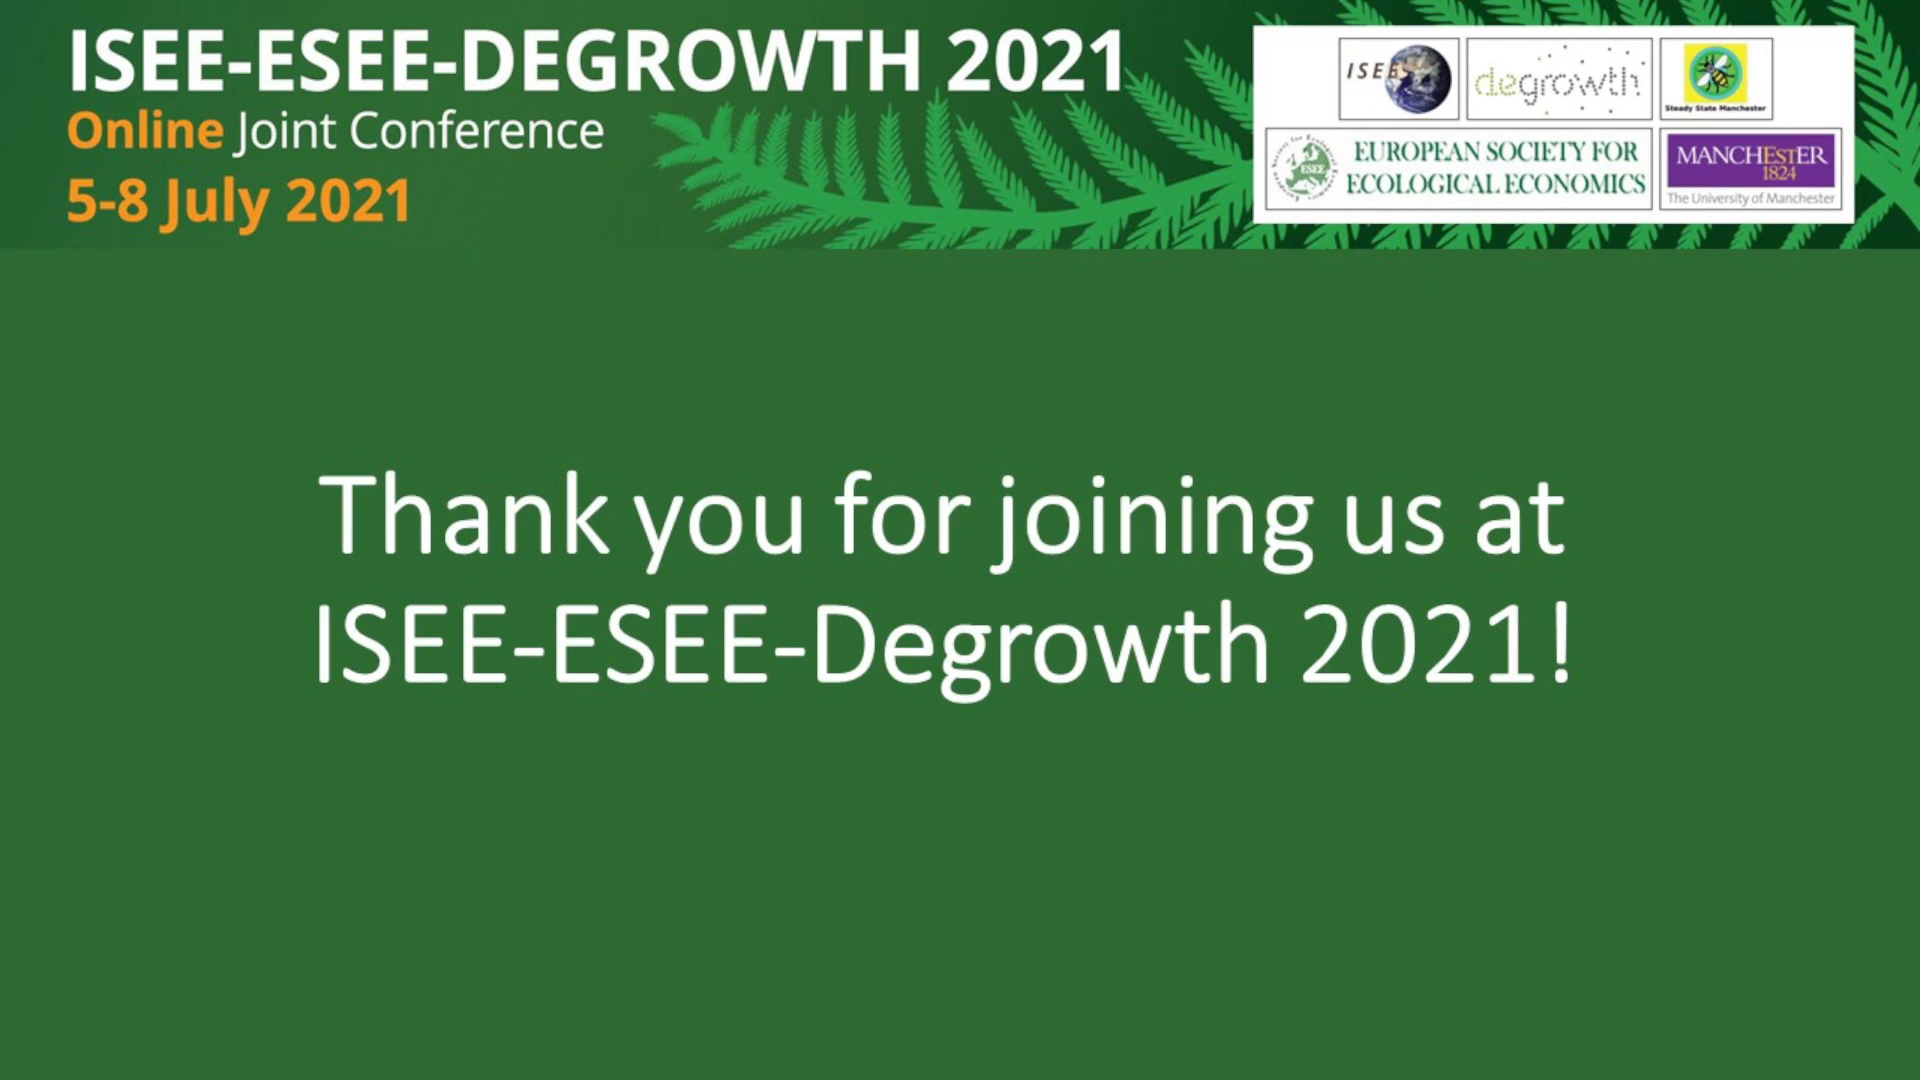 ISEE-ESEE-DEGROWTH 2021
Online Joint Conference
5-8 July 2021
ISEE
degrowth
Steady State Manchester
ESEE
EUROPEAN SOCIETY FOR
ECOLOGICAL ECONOMICS
MANCHESTER
1824
The University of Manchester
Thank you for joining us at
ISEE-ESEE-Degrowth 2021!